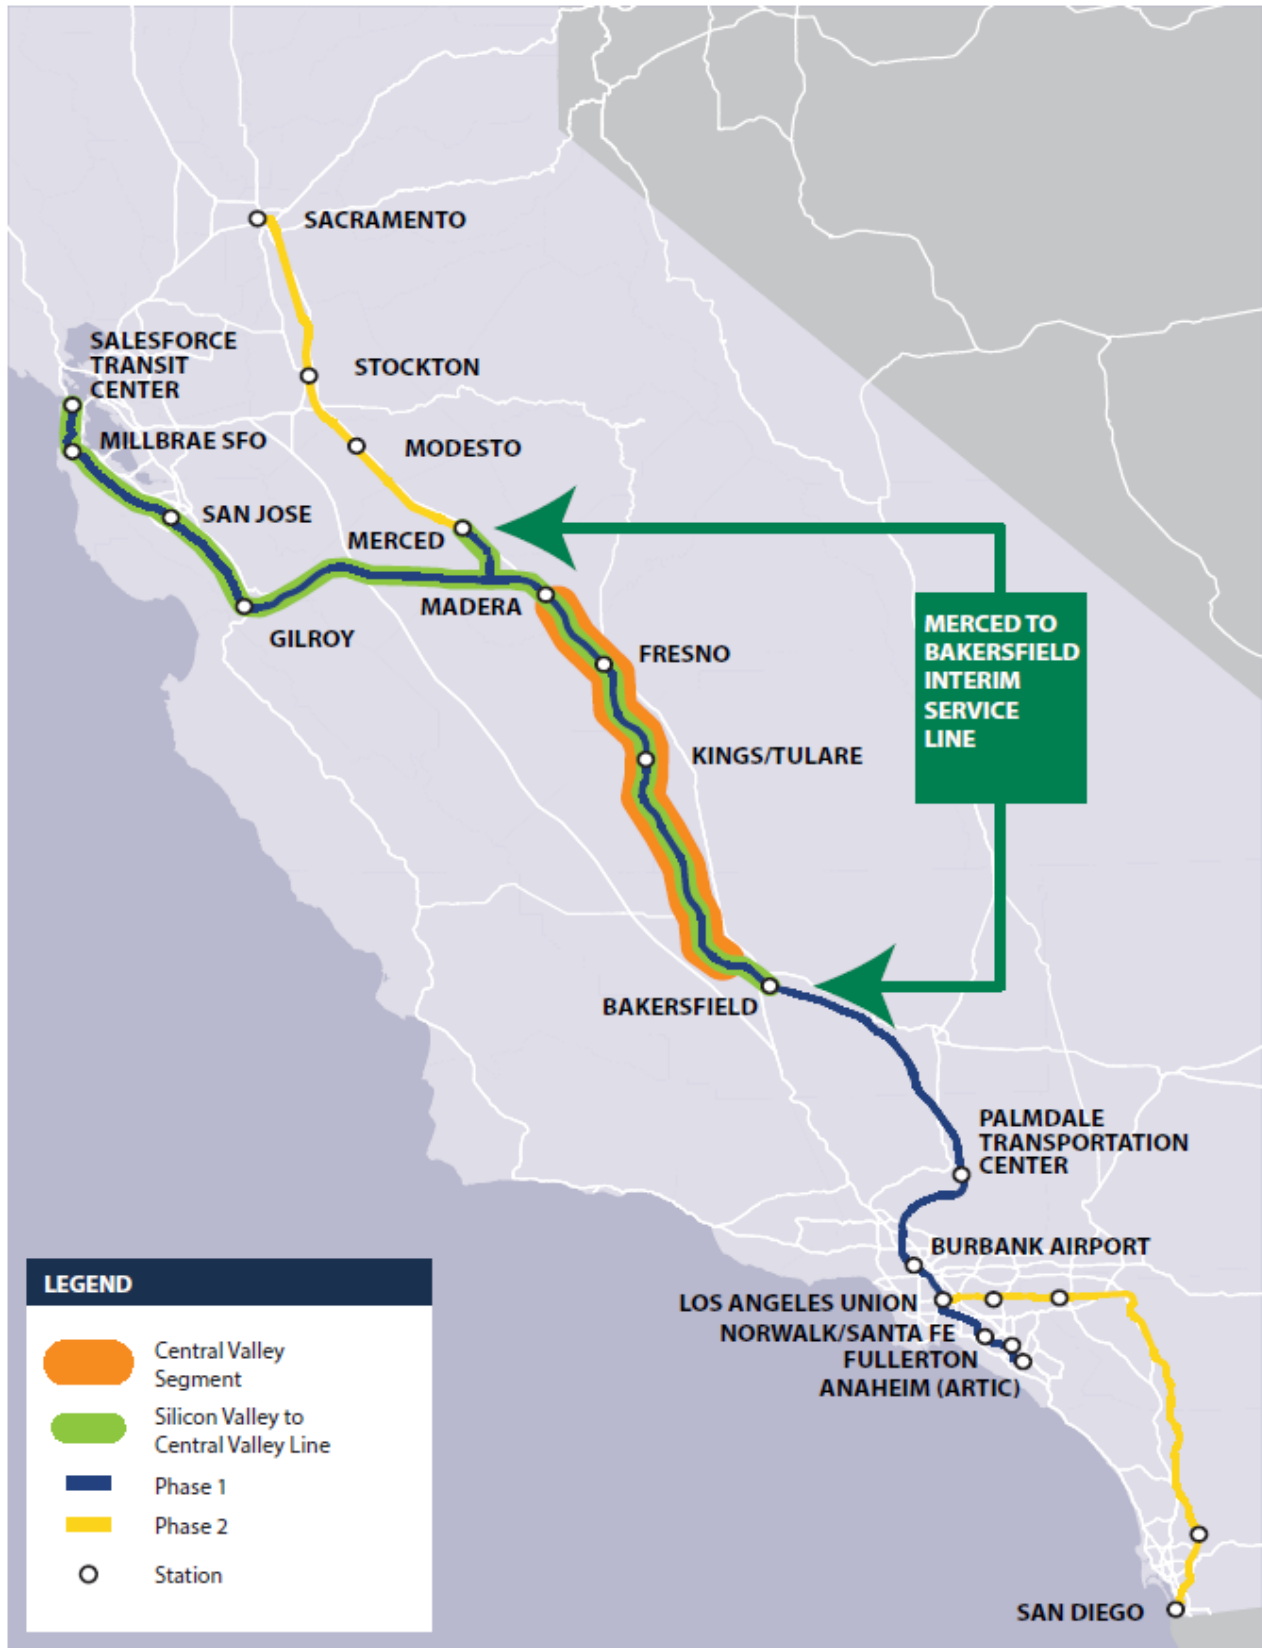 SACRAMENTO
SALESFORCE
TRANSIT
CENTER
STOCKTON
MILLBRAE SFO
MODESTO
SAN JOSE
MERCED
MADERA
GILROY
FRESNO
MERCED TO
BAKERSFIELD
INTERIM
SERVICE
LINE
KINGS/TULARE
BAKERSFIELD
PALMDALE
TRANSPORTATION
CENTER
BURBANK AIRPORT
LOS ANGELES UNION
NORWALK/SANTA FE
FULLERTON
ANAHEIM (ARTIC)
SAN DIEGO
LEGEND
Central Valley
Segment
Silicon Valley to
Central Valley Line
Phase 1
Phase 2
Station